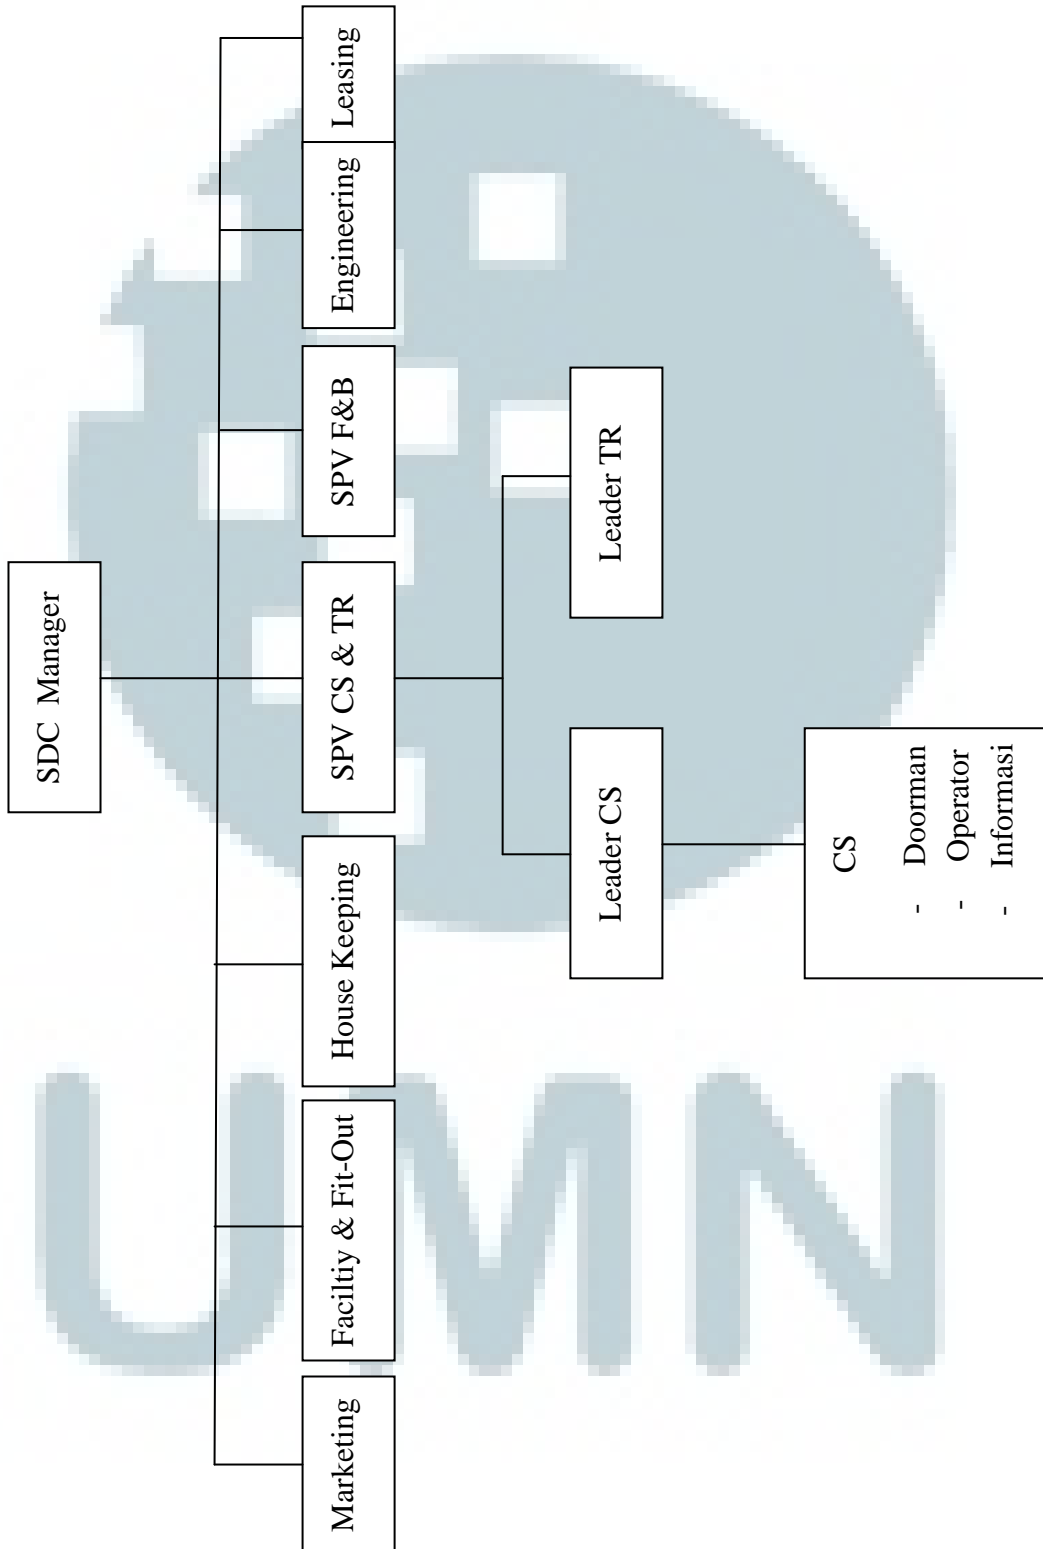 SDC Manager
Marketing
Faciltiy & Fit-Out
House Keeping
SPV CS & TR
SPV F&B
Engineering
Leasing
Leader CS
Leader TR
CS
- Doorman
- Operator
- Informasi
UMN